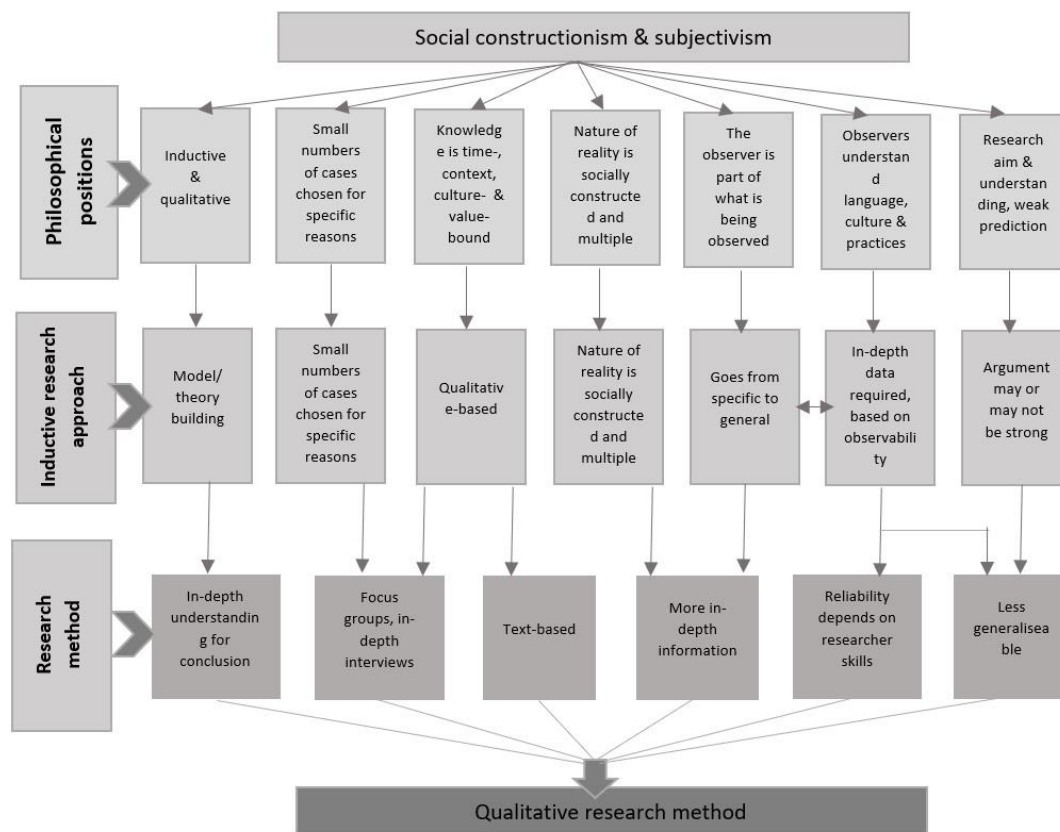 Social constructionism & subjectivism
Philosophical
positions
Inductive
&
qualitative
Small
numbers
of cases
chosen for
specific
reasons
Knowledg
e is time-,
context,
culture- &
value-
bound
Nature of
reality is
socially
constructe
d and
multiple
The
observer is
part of
what is
being
observed
Observers
understan
d
language,
culture &
practices
Research
aim &
understan
ding, weak
prediction
Inductive research
approach
Model/
theory
building
Small
numbers
of cases
chosen for
specific
reasons
Qualitativ
e-based
Nature of
reality is
socially
constructe
d and
multiple
Goes from
specific to
general
In-depth
data
required,
based on
observabili
ty
Argument
may or
may not
be strong
Research
method
In-depth
understandin
g for
conclusion
Focus
groups, in-
depth
interviews
Text-based
More in-
depth
information
Reliability
depends on
researcher
skills
Less
generalisea
ble
Qualitative research method